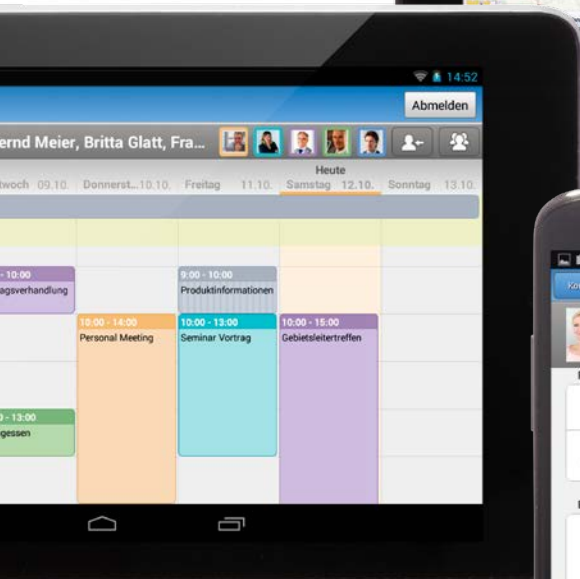 14:52
Abmelden
ernd Meier, Britta Glatt, Fra...
Heute
twoch 09.10. Donnerst... 10.10. Freitag 11.10. Samstag 12.10. Sonntag 13.10.
- 10:00
agsverhandlung
9:00 - 10:00
Produktinformationen
10:00 - 14:00
Personal Meeting
10:00 - 13:00
Seminar Vortrag
10:00 - 15:00
Gebietsleitertreffen
0 - 13:00
gessen